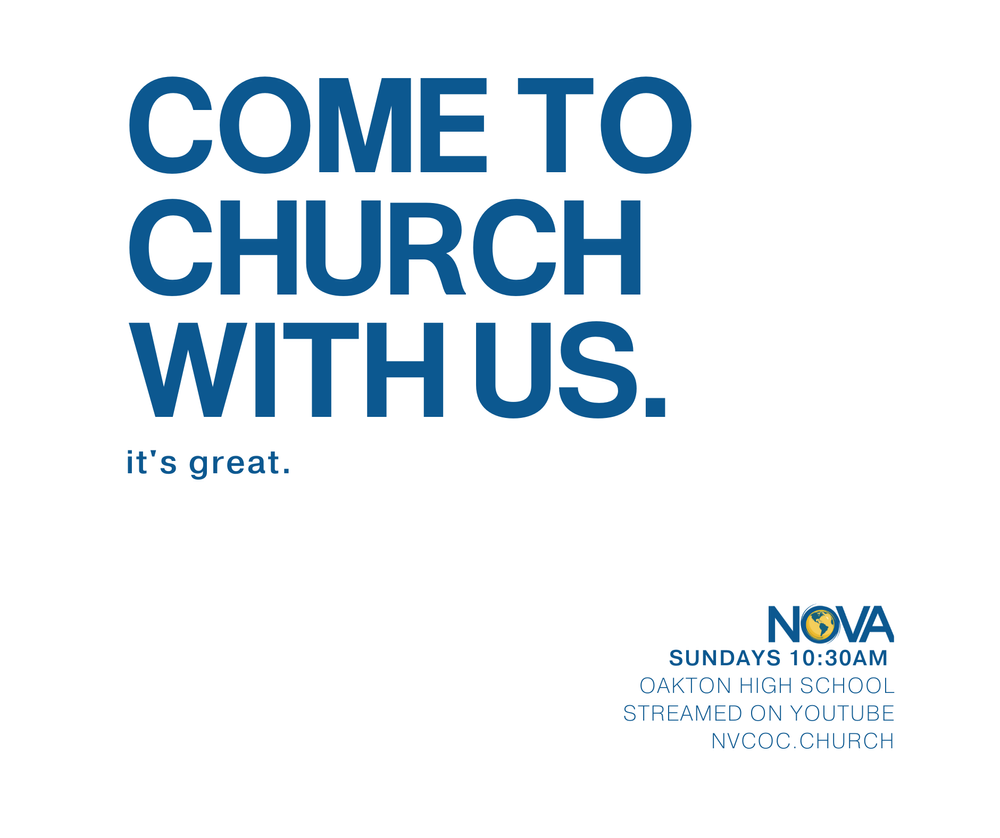 COME TO
CHURCH
WITH US.
it's great.
NOVA
SUNDAYS 10:30AM
OAKTON HIGH SCHOOL
STREAMED ON YOUTUBE
NVCOC.CHURCH